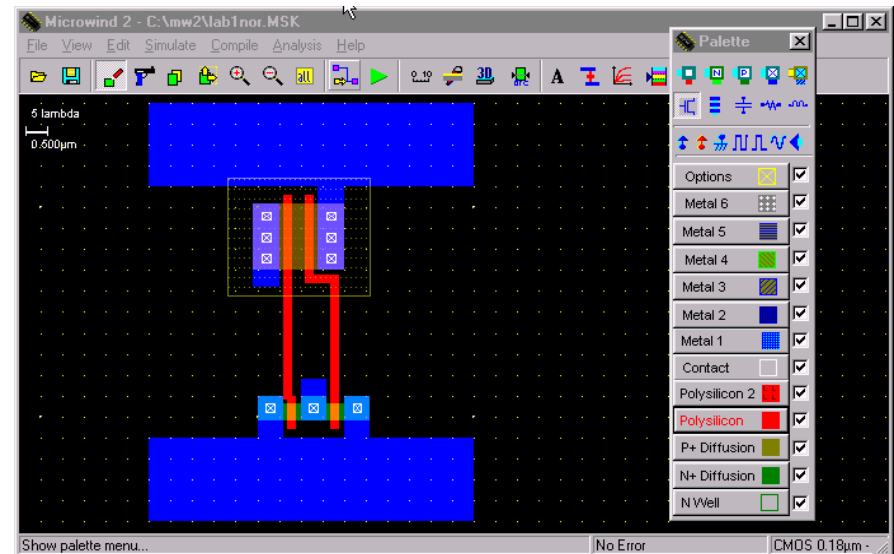 Microwind 2 - C:\mw2\lab1nor.MSK
File View Edit Simulate Compile Analysis Help
Palette
5 lambda
0.500µm
Options
Metal 6
Metal 5
Metal 4
Metal 3
Metal 2
Metal 1
Contact
Polysilicon 2
Polysilicon
P+ Diffusion
N+ Diffusion
N Well
Show palette menu...
No Error
CMOS 0.18µm -